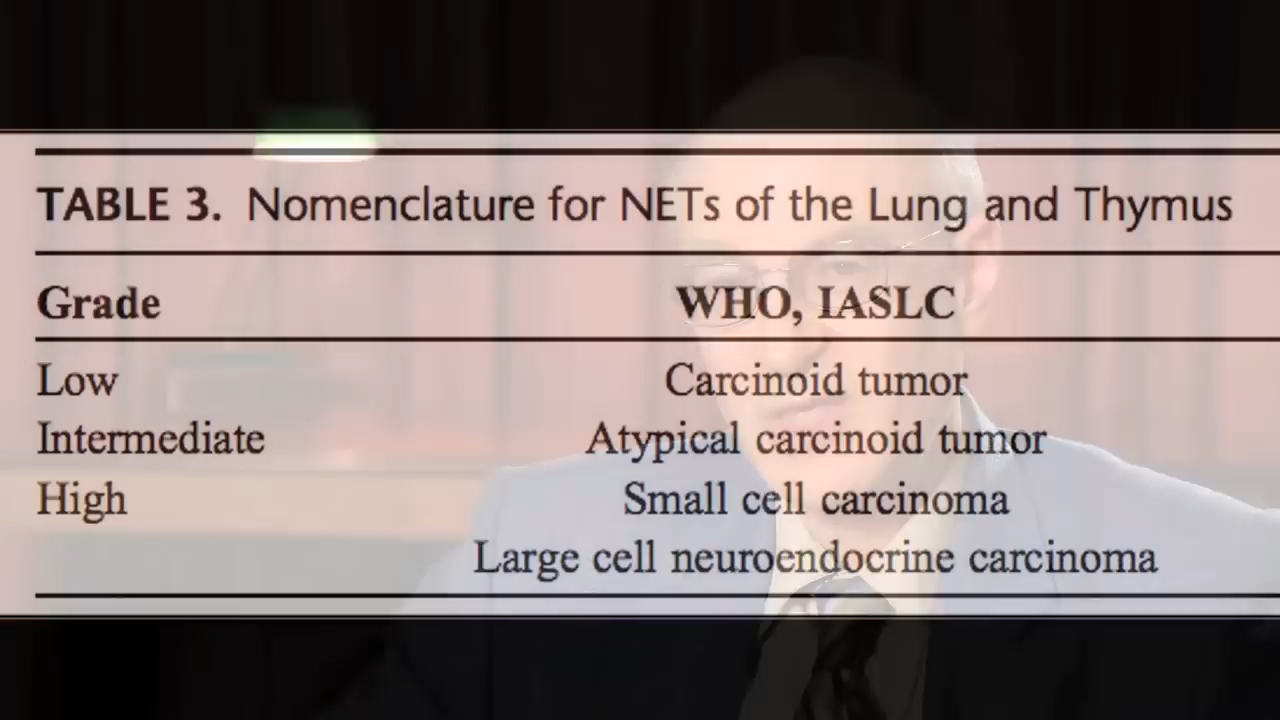 TABLE 3. Nomenclature for NETs of the Lung and Thymus
Grade WHO, IASLC
Low Carcinoid tumor
Intermediate Atypical carcinoid tumor
High Small cell carcinoma
Large cell neuroendocrine carcinoma